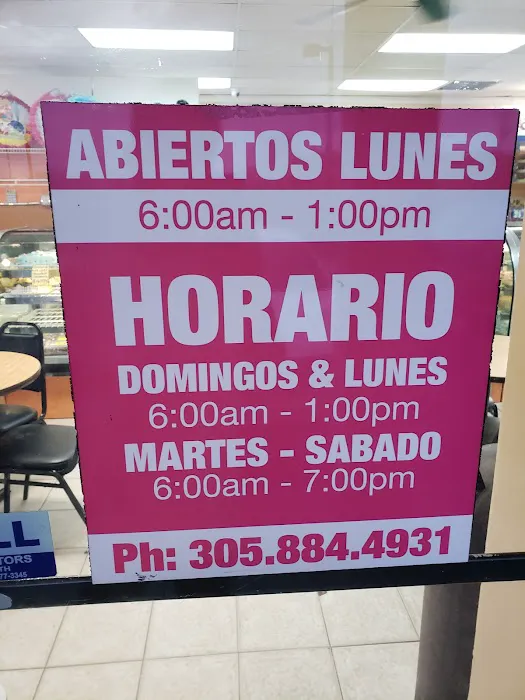 ABIERTOS LUNES
6:00am - 1:00pm
HORARIO
DOMINGOS & LUNES
6:00am - 1:00pm
MARTES - SABADO
6:00am - 7:00pm
Ph: 305.884.4931